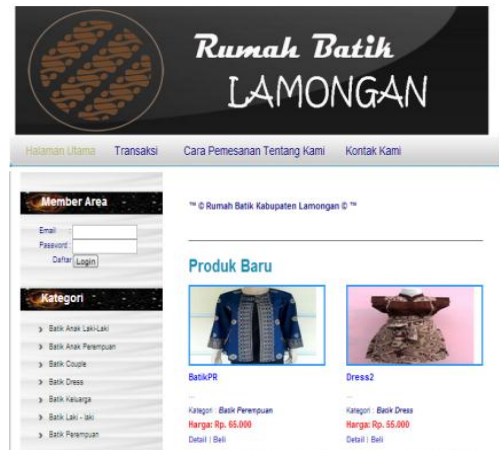 Rumah Batik
LAMONGAN
Halaman Utama Transaksi Cara Pemesanan Tentang Kami Kontak Kami
Member Area
Email :
Password :
Daftar Login
Kategori
Batik Anak Laki-Laki
Batik Anak Perempuan
Batik Couple
Batik Dress
Batik Keluarga
Batik Laki - laki
Batik Perempuan
™ © Rumah Batik Kabupaten Lamongan © ™
Produk Baru
BatikPR
...
Kategori : Batik Perempuan
Harga: Rp. 65.000
Detail | Beli
Dress2
...
Kategori : Batik Dress
Harga: Rp. 55.000
Detail | Beli